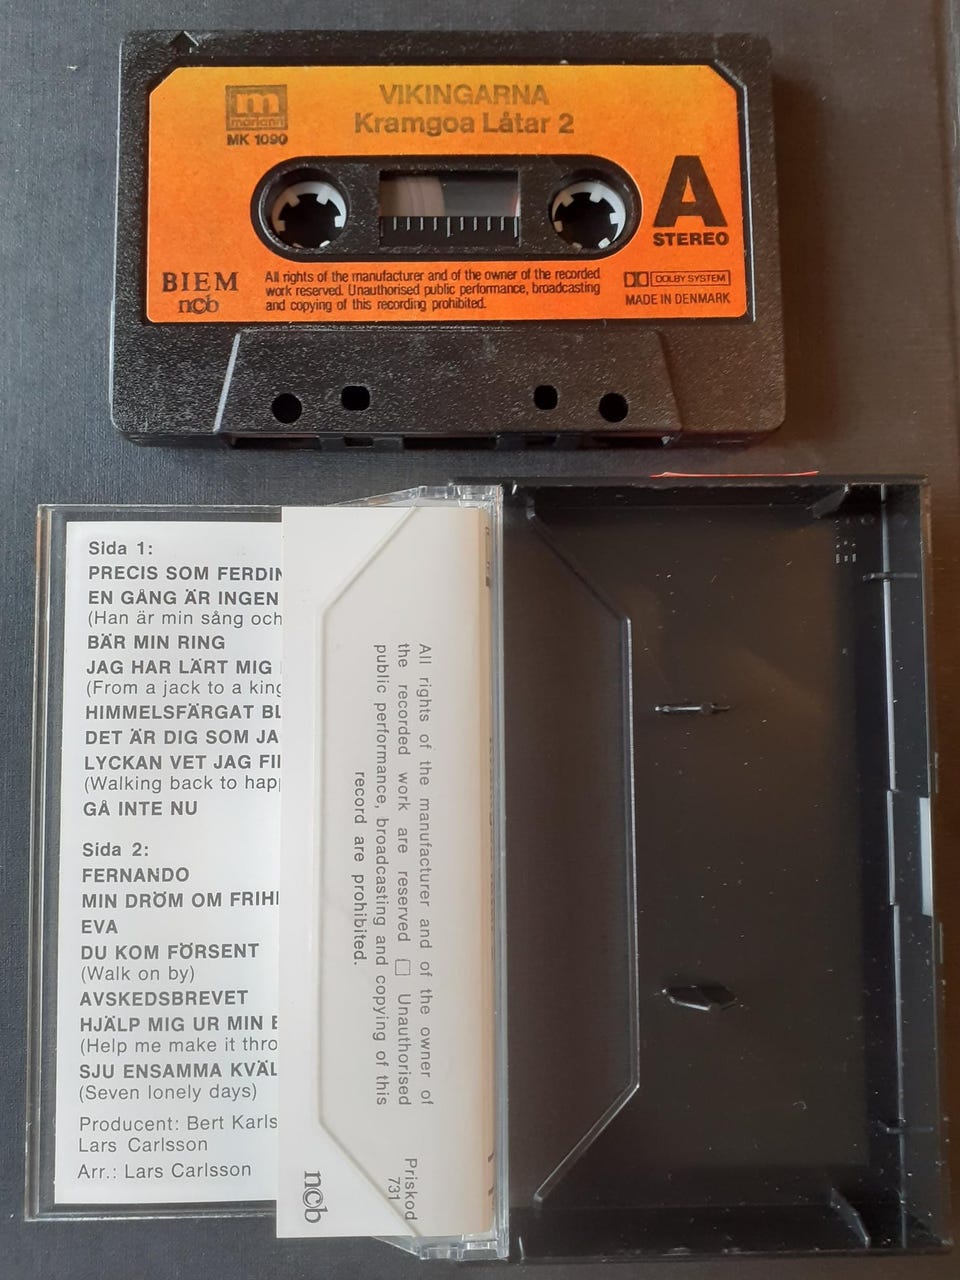 m
mariann
MK 1090
VIKINGARNA
Kramgoa Låtar 2
A
STEREO
BIEM
ncb
All rights of the manufacturer and of the owner of the recorded
work reserved. Unauthorised public performance, broadcasting
and copying of this recording prohibited.
DOLBY SYSTEM
MADE IN DENMARK
Sida 1:
PRECIS SOM FERDIN
EN GÅNG ÄR INGEN
(Han är min sång och
BÄR MIN RING
JAG HAR LÄRT MIG
(From a jack to a king
HIMMELSFÄRGAT BL
DET ÄR DIG SOM JA
LYCKAN VET JAG FI
(Walking back to hap
GÅ INTE NU
Sida 2:
FERNANDO
MIN DRÖM OM FRIH
EVA
DU KOM FÖRSENT
(Walk on by)
AVSKEDSBREVET
HJÄLP MIG UR MIN
(Help me make it thro
SJU ENSAMMA KVÄL
(Seven lonely days)
Producent: Bert Karls
Lars Carlsson
Arr.: Lars Carlsson
All rights of the manufacturer and of the owner of
the recorded work are reserved □ Unauthorised
public performance, broadcasting and copying of this
record are prohibited.
Priskod
731
ncb